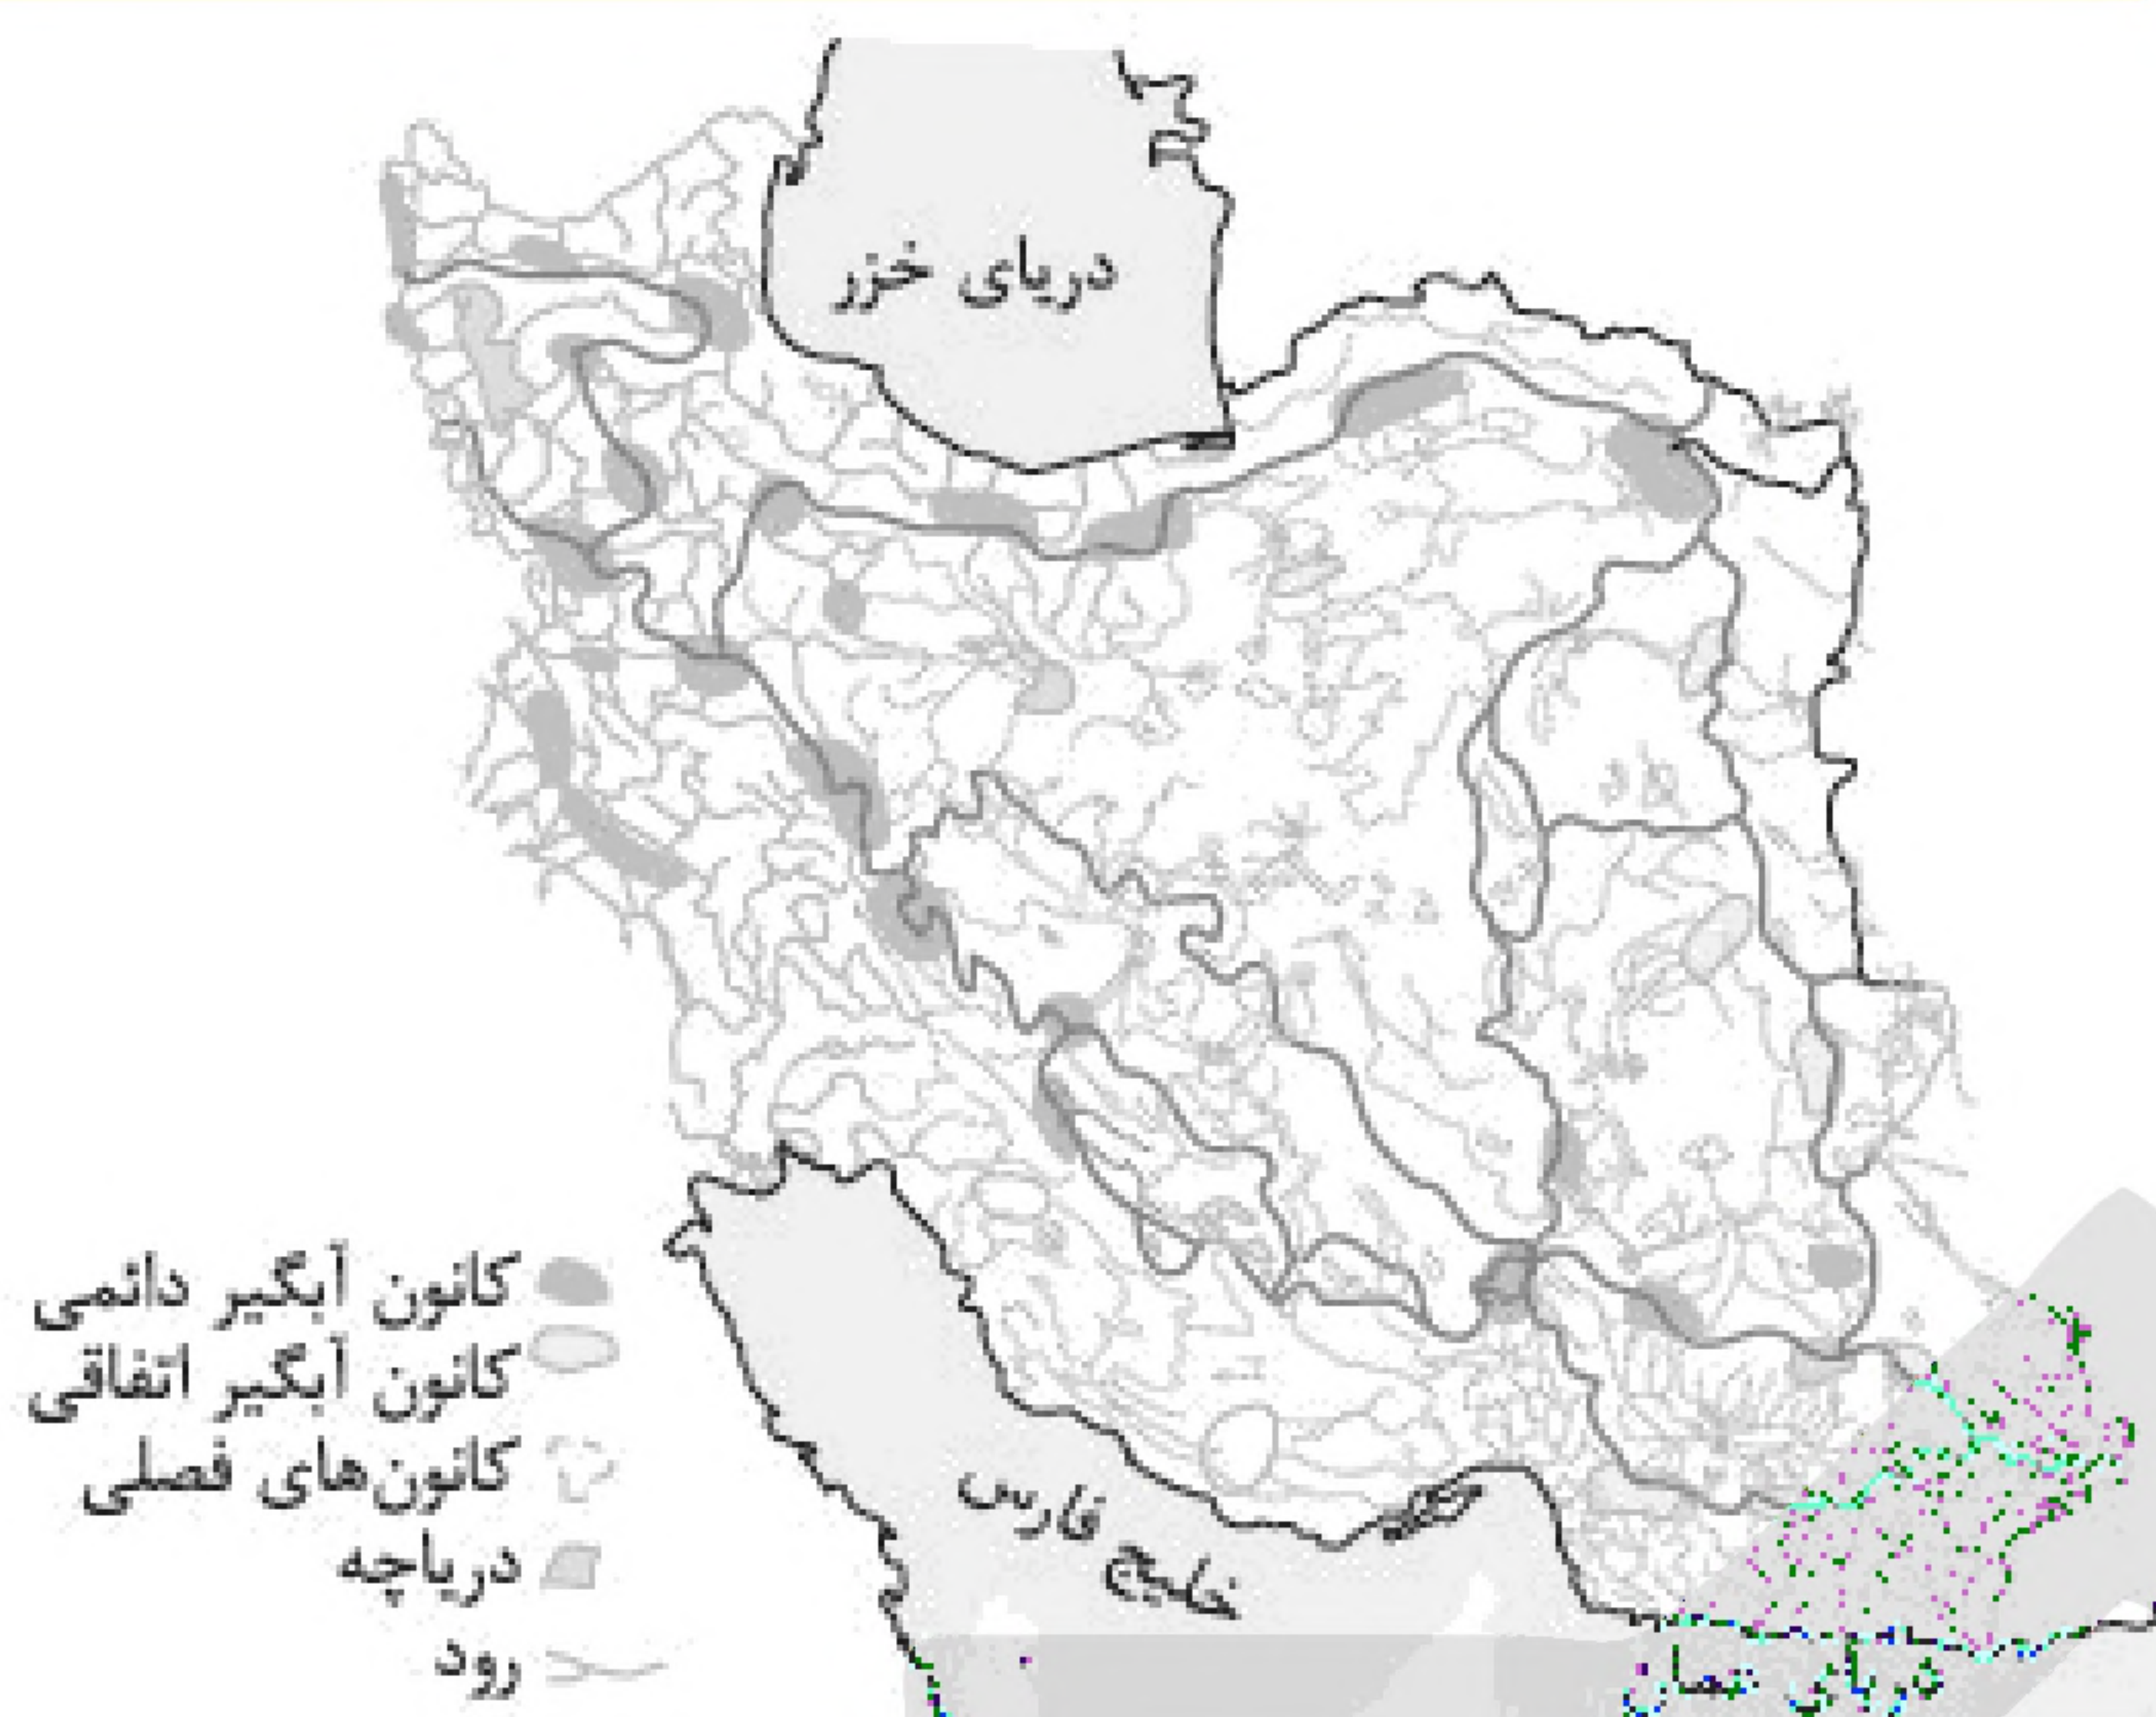 دریای خزر
کانون آبگیر دائمی
کانون آبگیر اتفاقی
کانون‌های فصلی
دریاچه
رود
خلیج فارس
دریای عمان